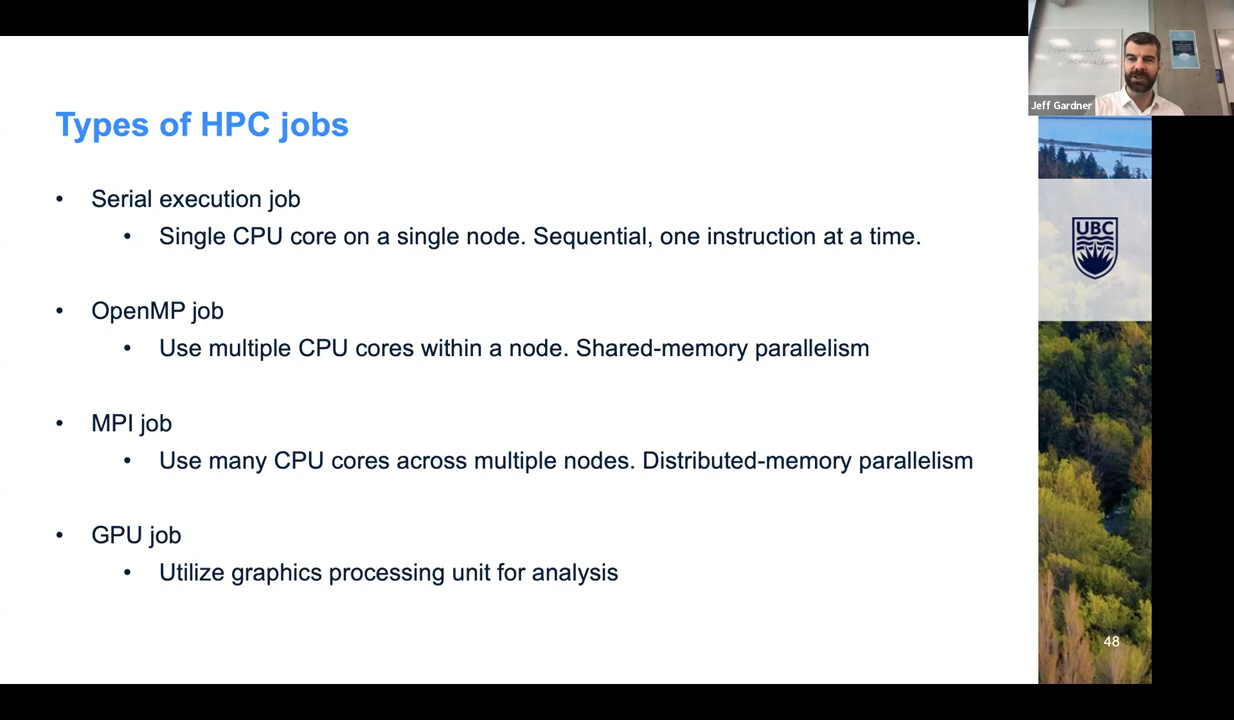 Types of HPC jobs
• Serial execution job
• Single CPU core on a single node. Sequential, one instruction at a time.
• OpenMP job
• Use multiple CPU cores within a node. Shared-memory parallelism
• MPI job
• Use many CPU cores across multiple nodes. Distributed-memory parallelism
• GPU job
• Utilize graphics processing unit for analysis
Jeff Gardner
UBC
48